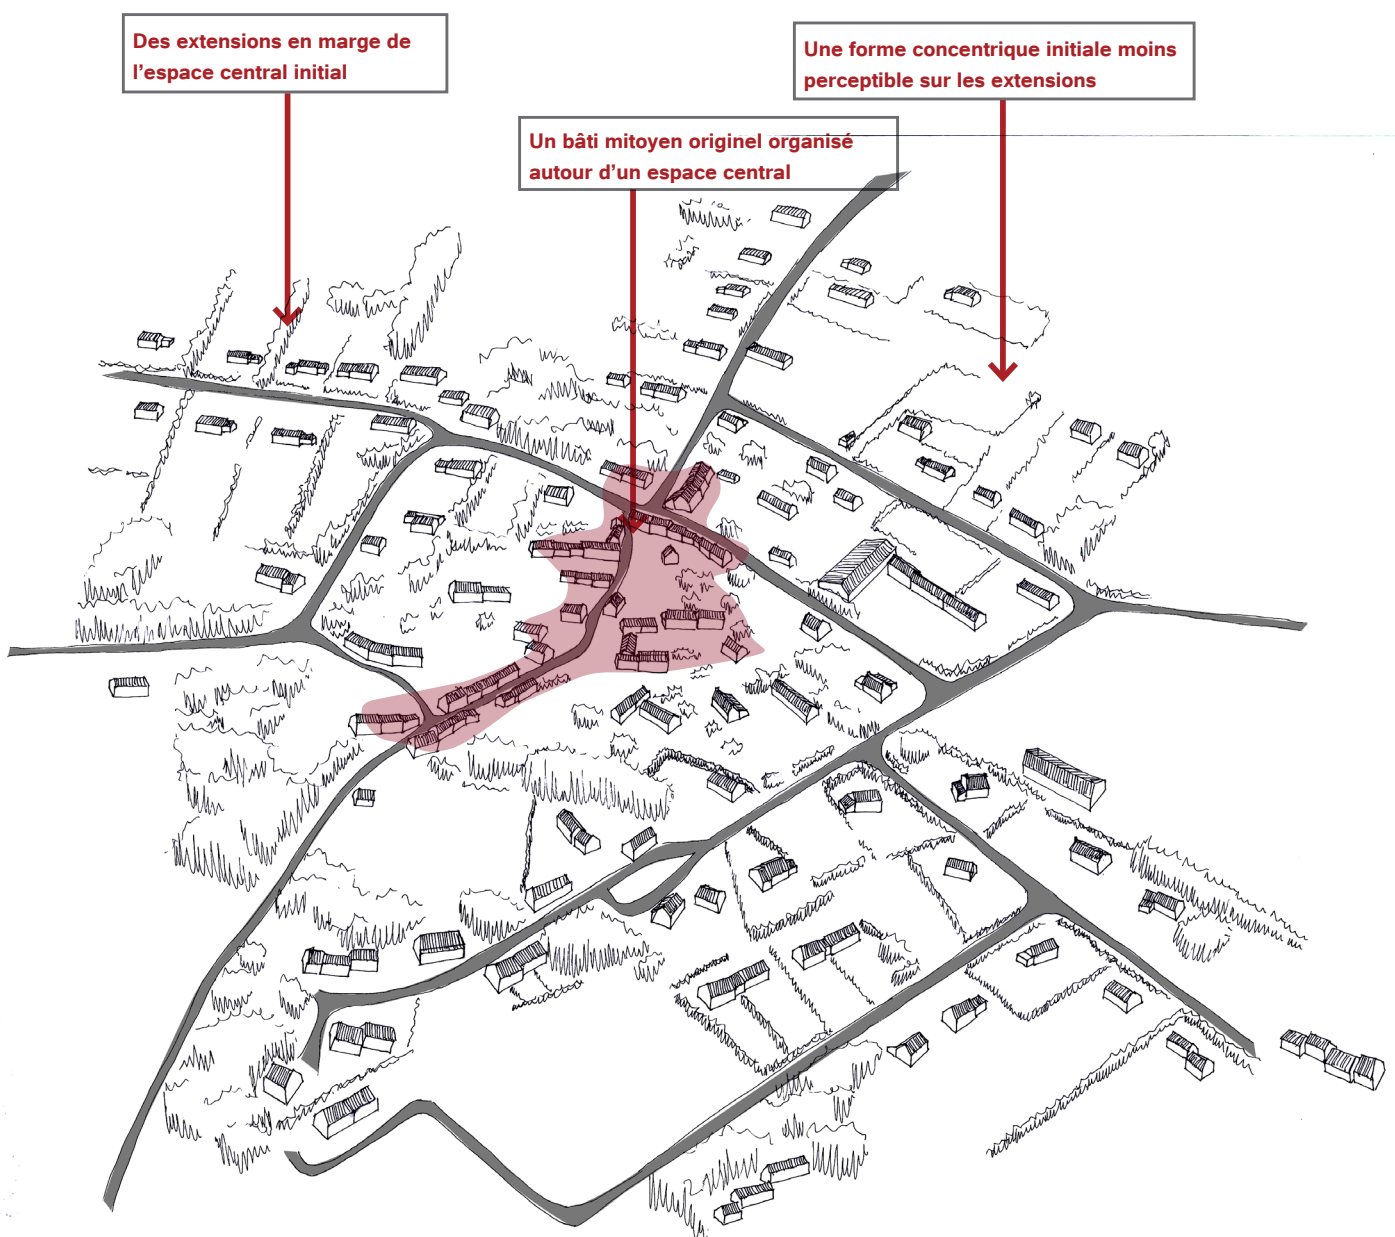 Des extensions en marge de
l’espace central initial
Une forme concentrique initiale moins
perceptible sur les extensions
Un bâti mitoyen originel organisé
autour d’un espace central